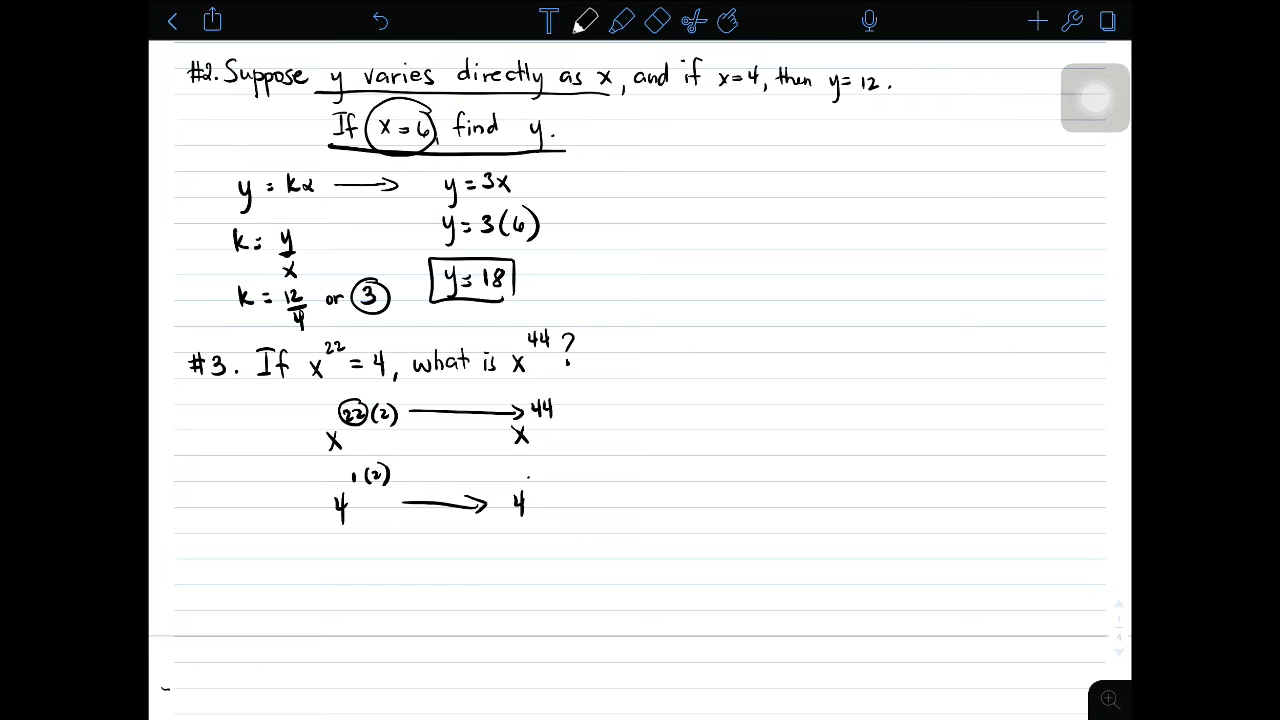 #2. Suppose y varies directly as x, and if x=4, then y=12.
If x=6, find y.
y = kx → y=3x
y=3(6)
k= y/x
y=18
k = 12/4 or 3
#3. If x^22 = 4, what is x^44?
x^22(2) → x^44
4^1(2) → 4